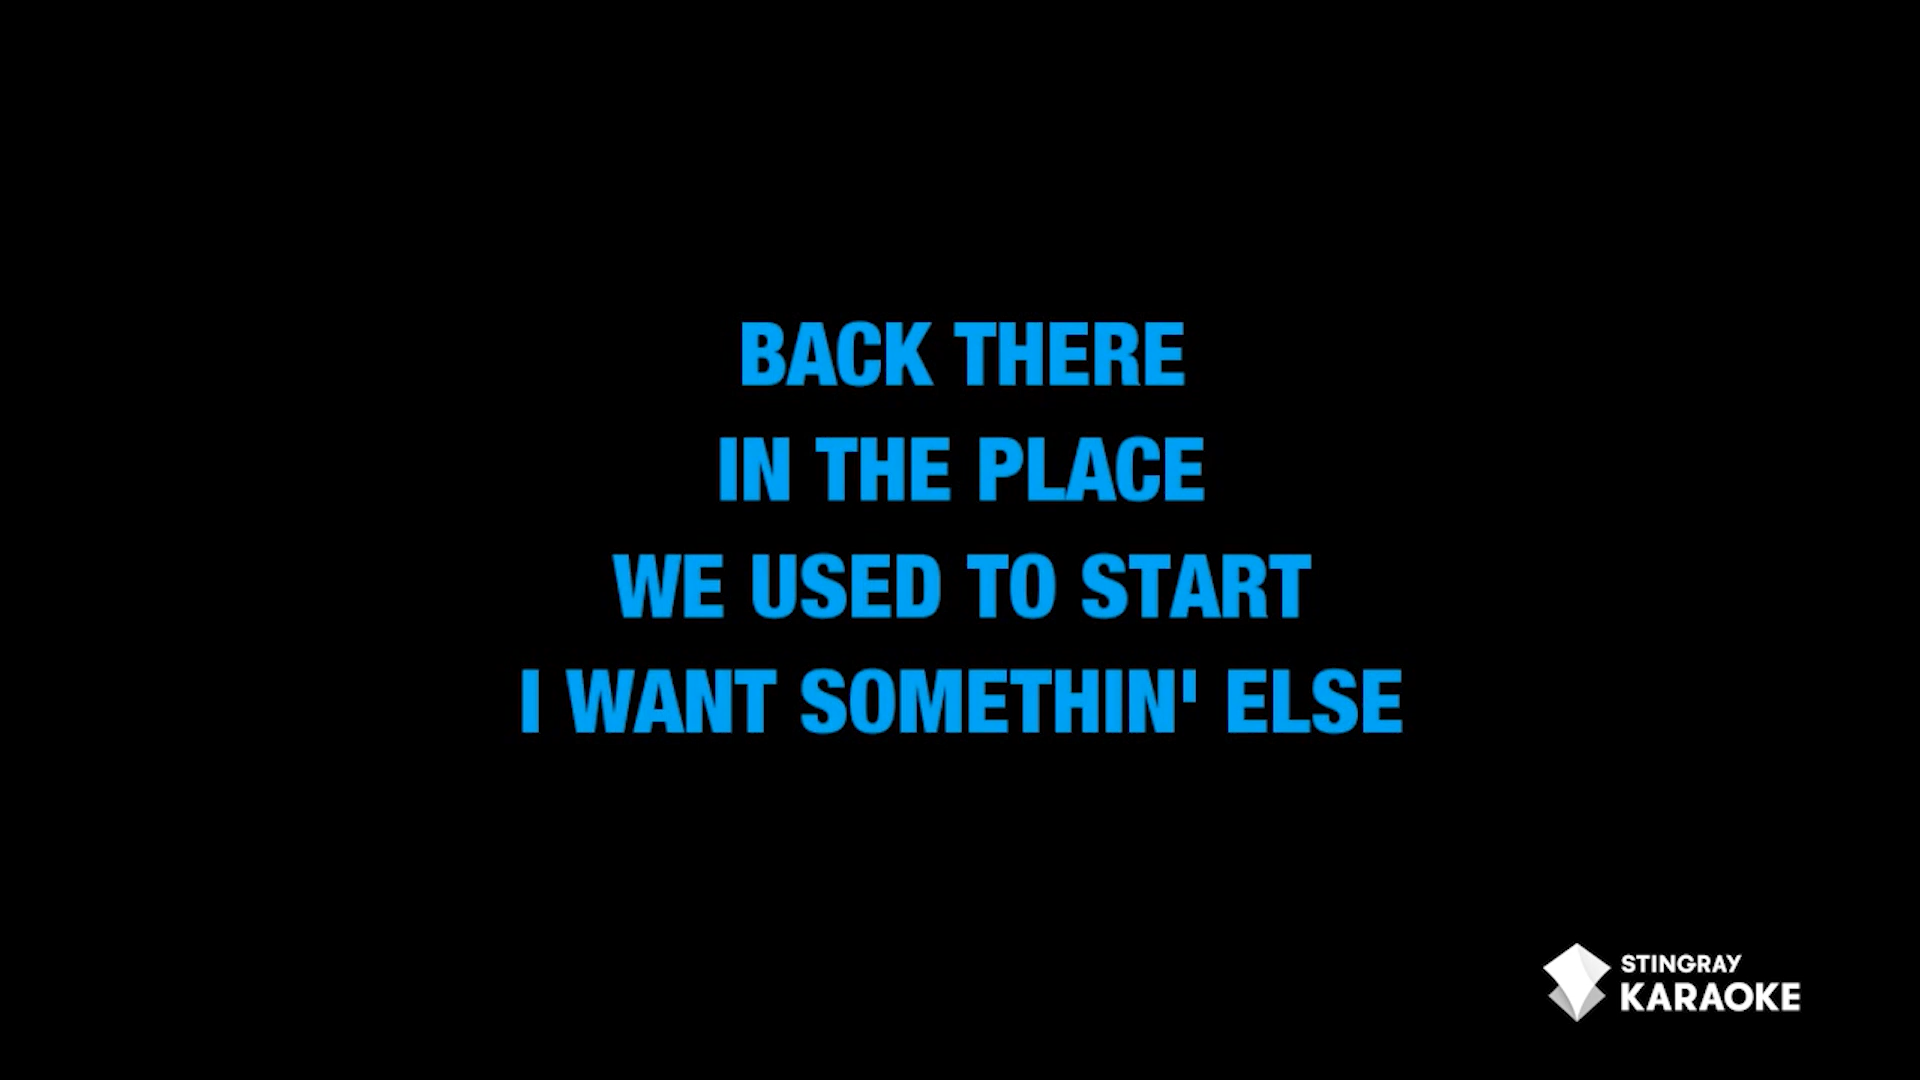 BACK THERE
IN THE PLACE
WE USED TO START
I WANT SOMETHIN' ELSE
STINGRAY
KARAOKE